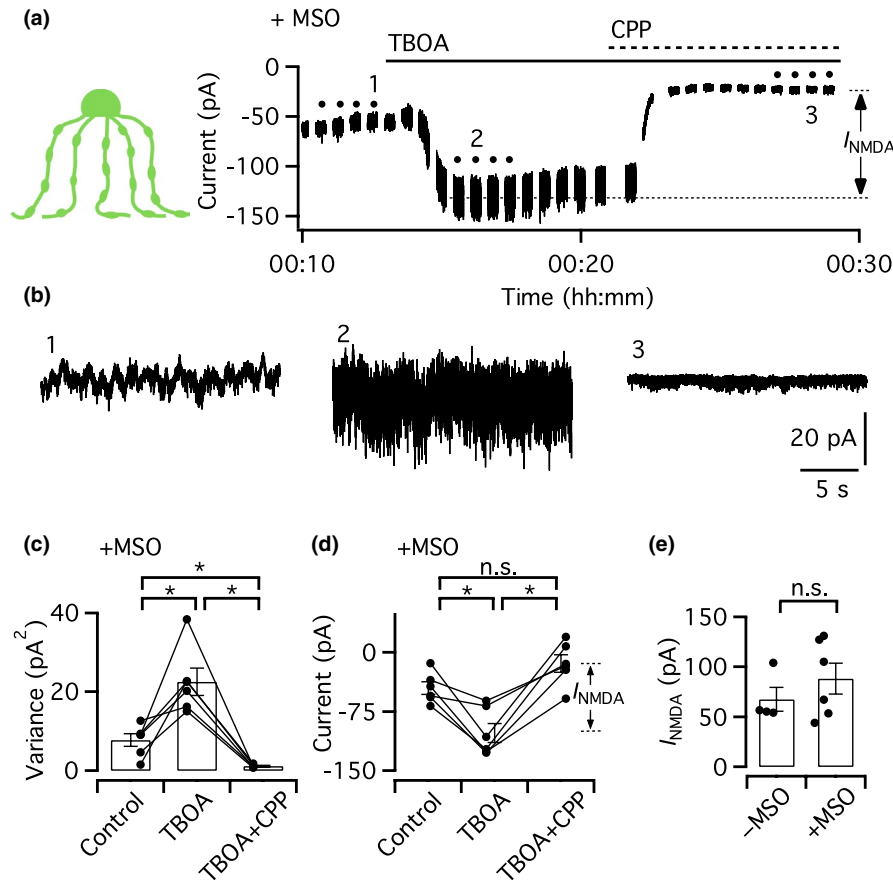 (a)
+ MSO
TBOA
CPP
0
-50
-100
-150
Current (pA)
1
2
3
INMDA
00:10
00:20
00:30
Time (hh:mm)
(b)
1
2
3
20 pA
5 s
(c)
+MSO
*
* *
40
20
0
Variance (pA²)
Control
TBOA
TBOA+CPP
(d)
+MSO
n.s.
* *
0
-75
-150
Current (pA)
INMDA
Control
TBOA
TBOA+CPP
(e)
n.s.
150
100
50
0
INMDA (pA)
–MSO
+MSO